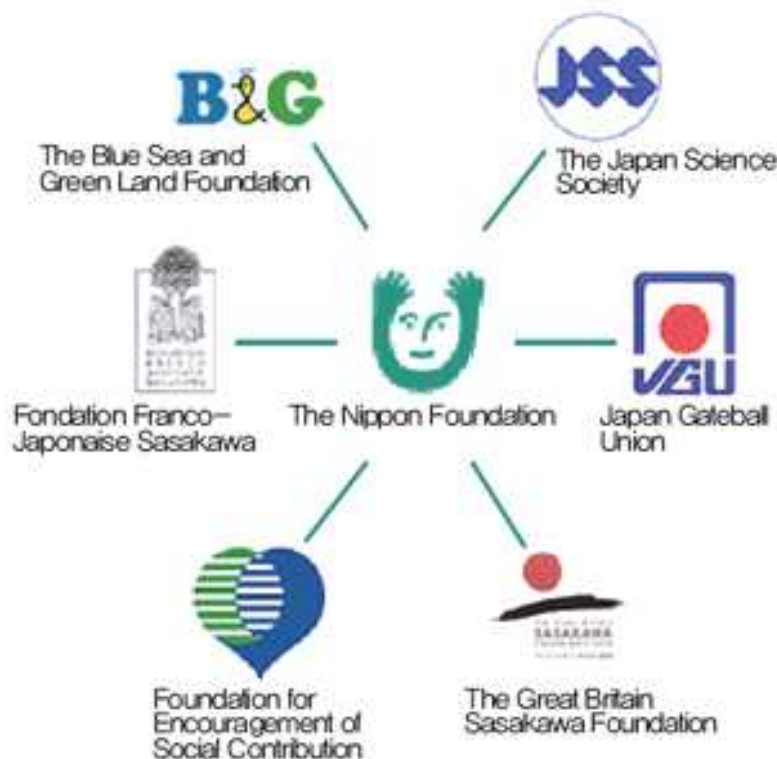 B&G
JSS
The Blue Sea and
Green Land Foundation
The Japan Science
Society
JGU
Fondation Franco-
Japonaise Sasakawa
The Nippon Foundation
Japan Gateball
Union
SASAKAWA
Foundation for
Encouragement of
Social Contribution
The Great Britain
Sasakawa Foundation